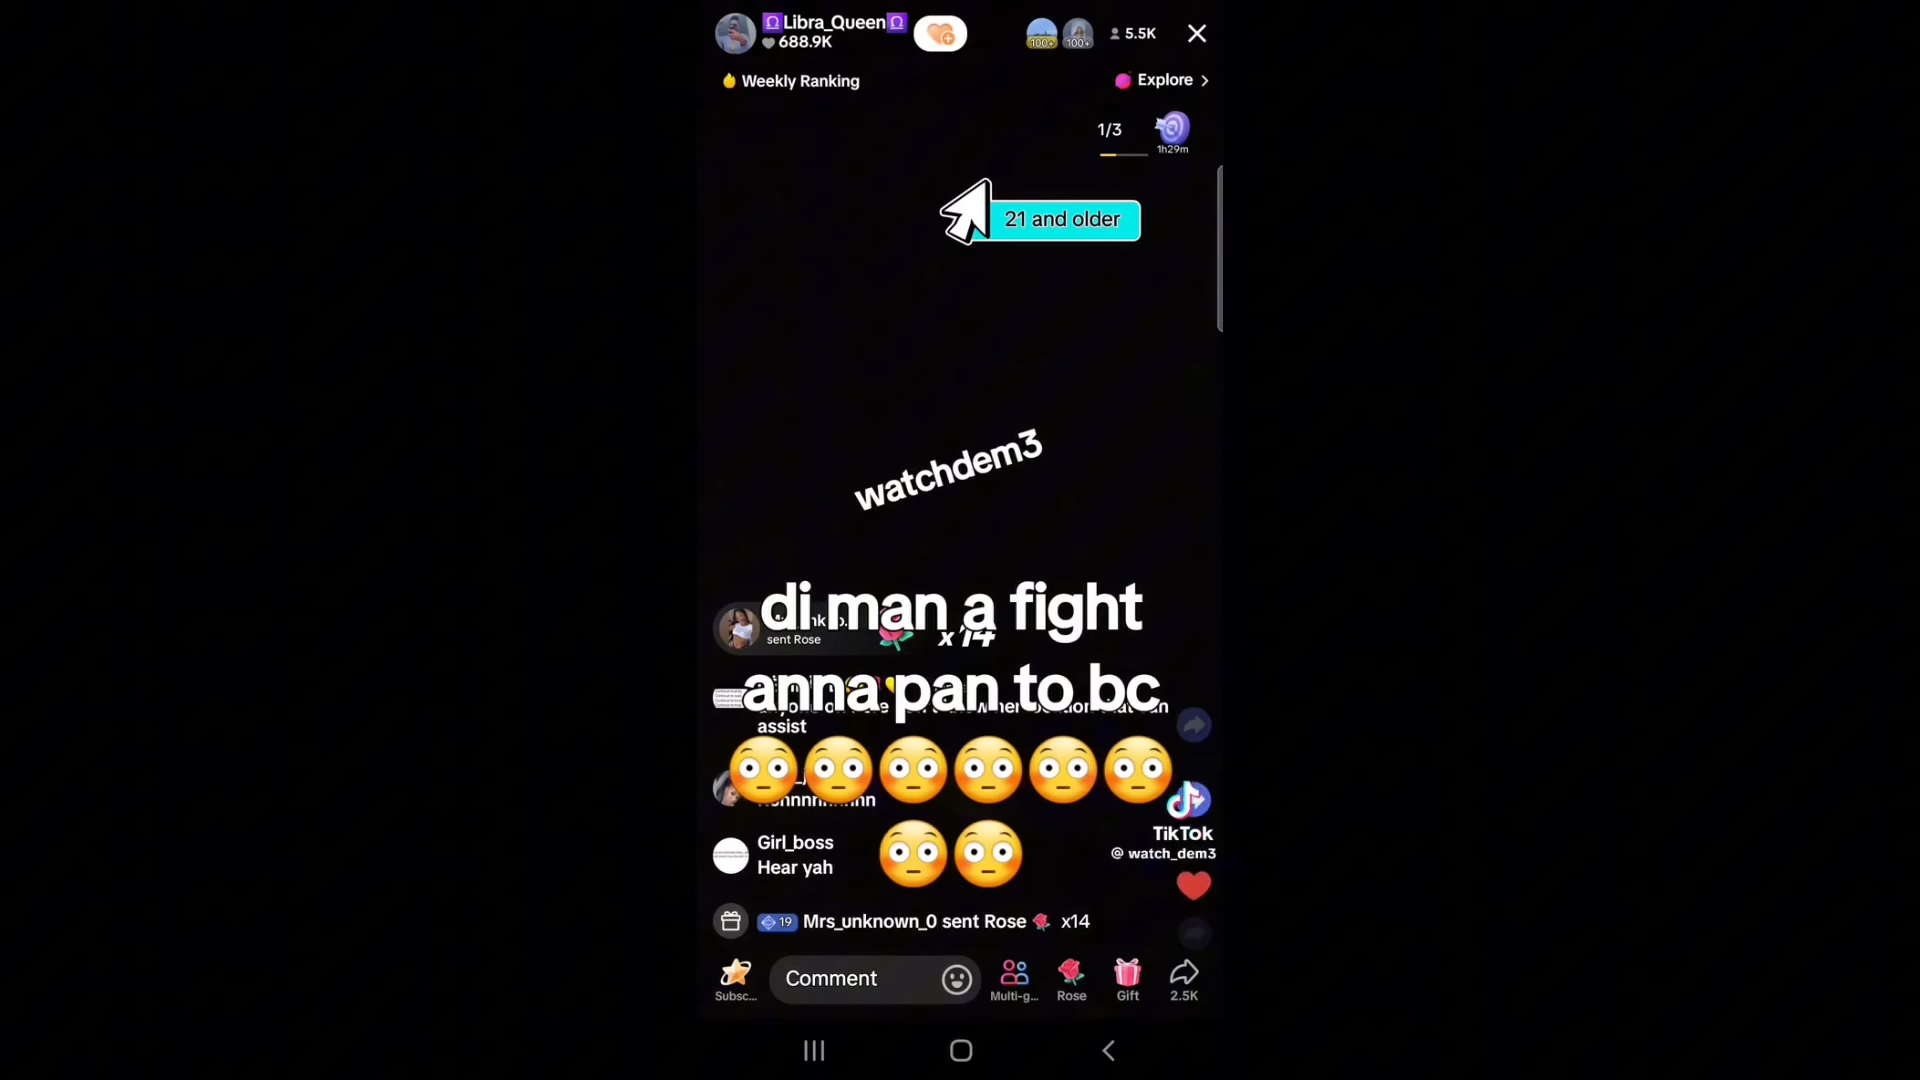 ♎Libra_Queen♎
688.9K
100+
100+
5.5K
Weekly Ranking
Explore
1/3
1h29m
21 and older
watchdem3
di man a fight
sent Rose
x14
anna pan to bc
assist
Girl_boss
Hear yah
TikTok
@ watch_dem3
19 Mrs_unknown_0 sent Rose 🌹 x14
Subsc...
Comment
Multi-g...
Rose
Gift
2.5K